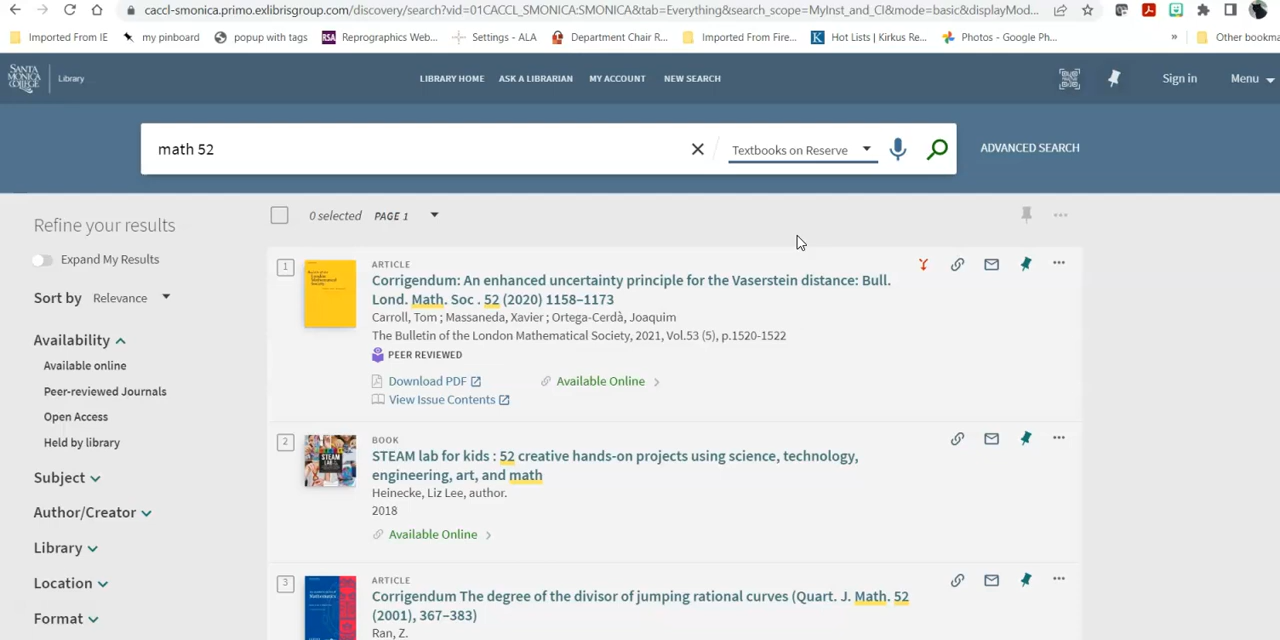 caccl-smonica.primo.exlibrisgroup.com/discovery/search?vid=01CACCL_SMONICA:SMONICA&tab=Everything&search_scope=MyInst_and_CI&mode=basic&displayMod...
Imported From IE my pinboard popup with tags RSA Reprographics Web... Settings - ALA Department Chair R... Imported From Fire... K Hot Lists | Kirkus Re... Photos - Google Ph... » Other bookma
SANTA MONICA COLLEGE Library LIBRARY HOME ASK A LIBRARIAN MY ACCOUNT NEW SEARCH Sign in Menu
math 52 Textbooks on Reserve ADVANCED SEARCH
Refine your results
Expand My Results
Sort by Relevance
Availability
Available online
Peer-reviewed Journals
Open Access
Held by library
Subject
Author/Creator
Library
Location
Format
0 selected PAGE 1
1
ARTICLE
Corrigendum: An enhanced uncertainty principle for the Vaserstein distance: Bull.
Lond. Math. Soc . 52 (2020) 1158–1173
Carroll, Tom ; Massaneda, Xavier ; Ortega-Cerdà, Joaquim
The Bulletin of the London Mathematical Society, 2021, Vol.53 (5), p.1520-1522
PEER REVIEWED
Download PDF Available Online
View Issue Contents
2
BOOK
STEAM lab for kids : 52 creative hands-on projects using science, technology,
engineering, art, and math
Heinecke, Liz Lee, author.
2018
Available Online
3
ARTICLE
Corrigendum The degree of the divisor of jumping rational curves (Quart. J. Math. 52
(2001), 367–383)
Ran, Z.